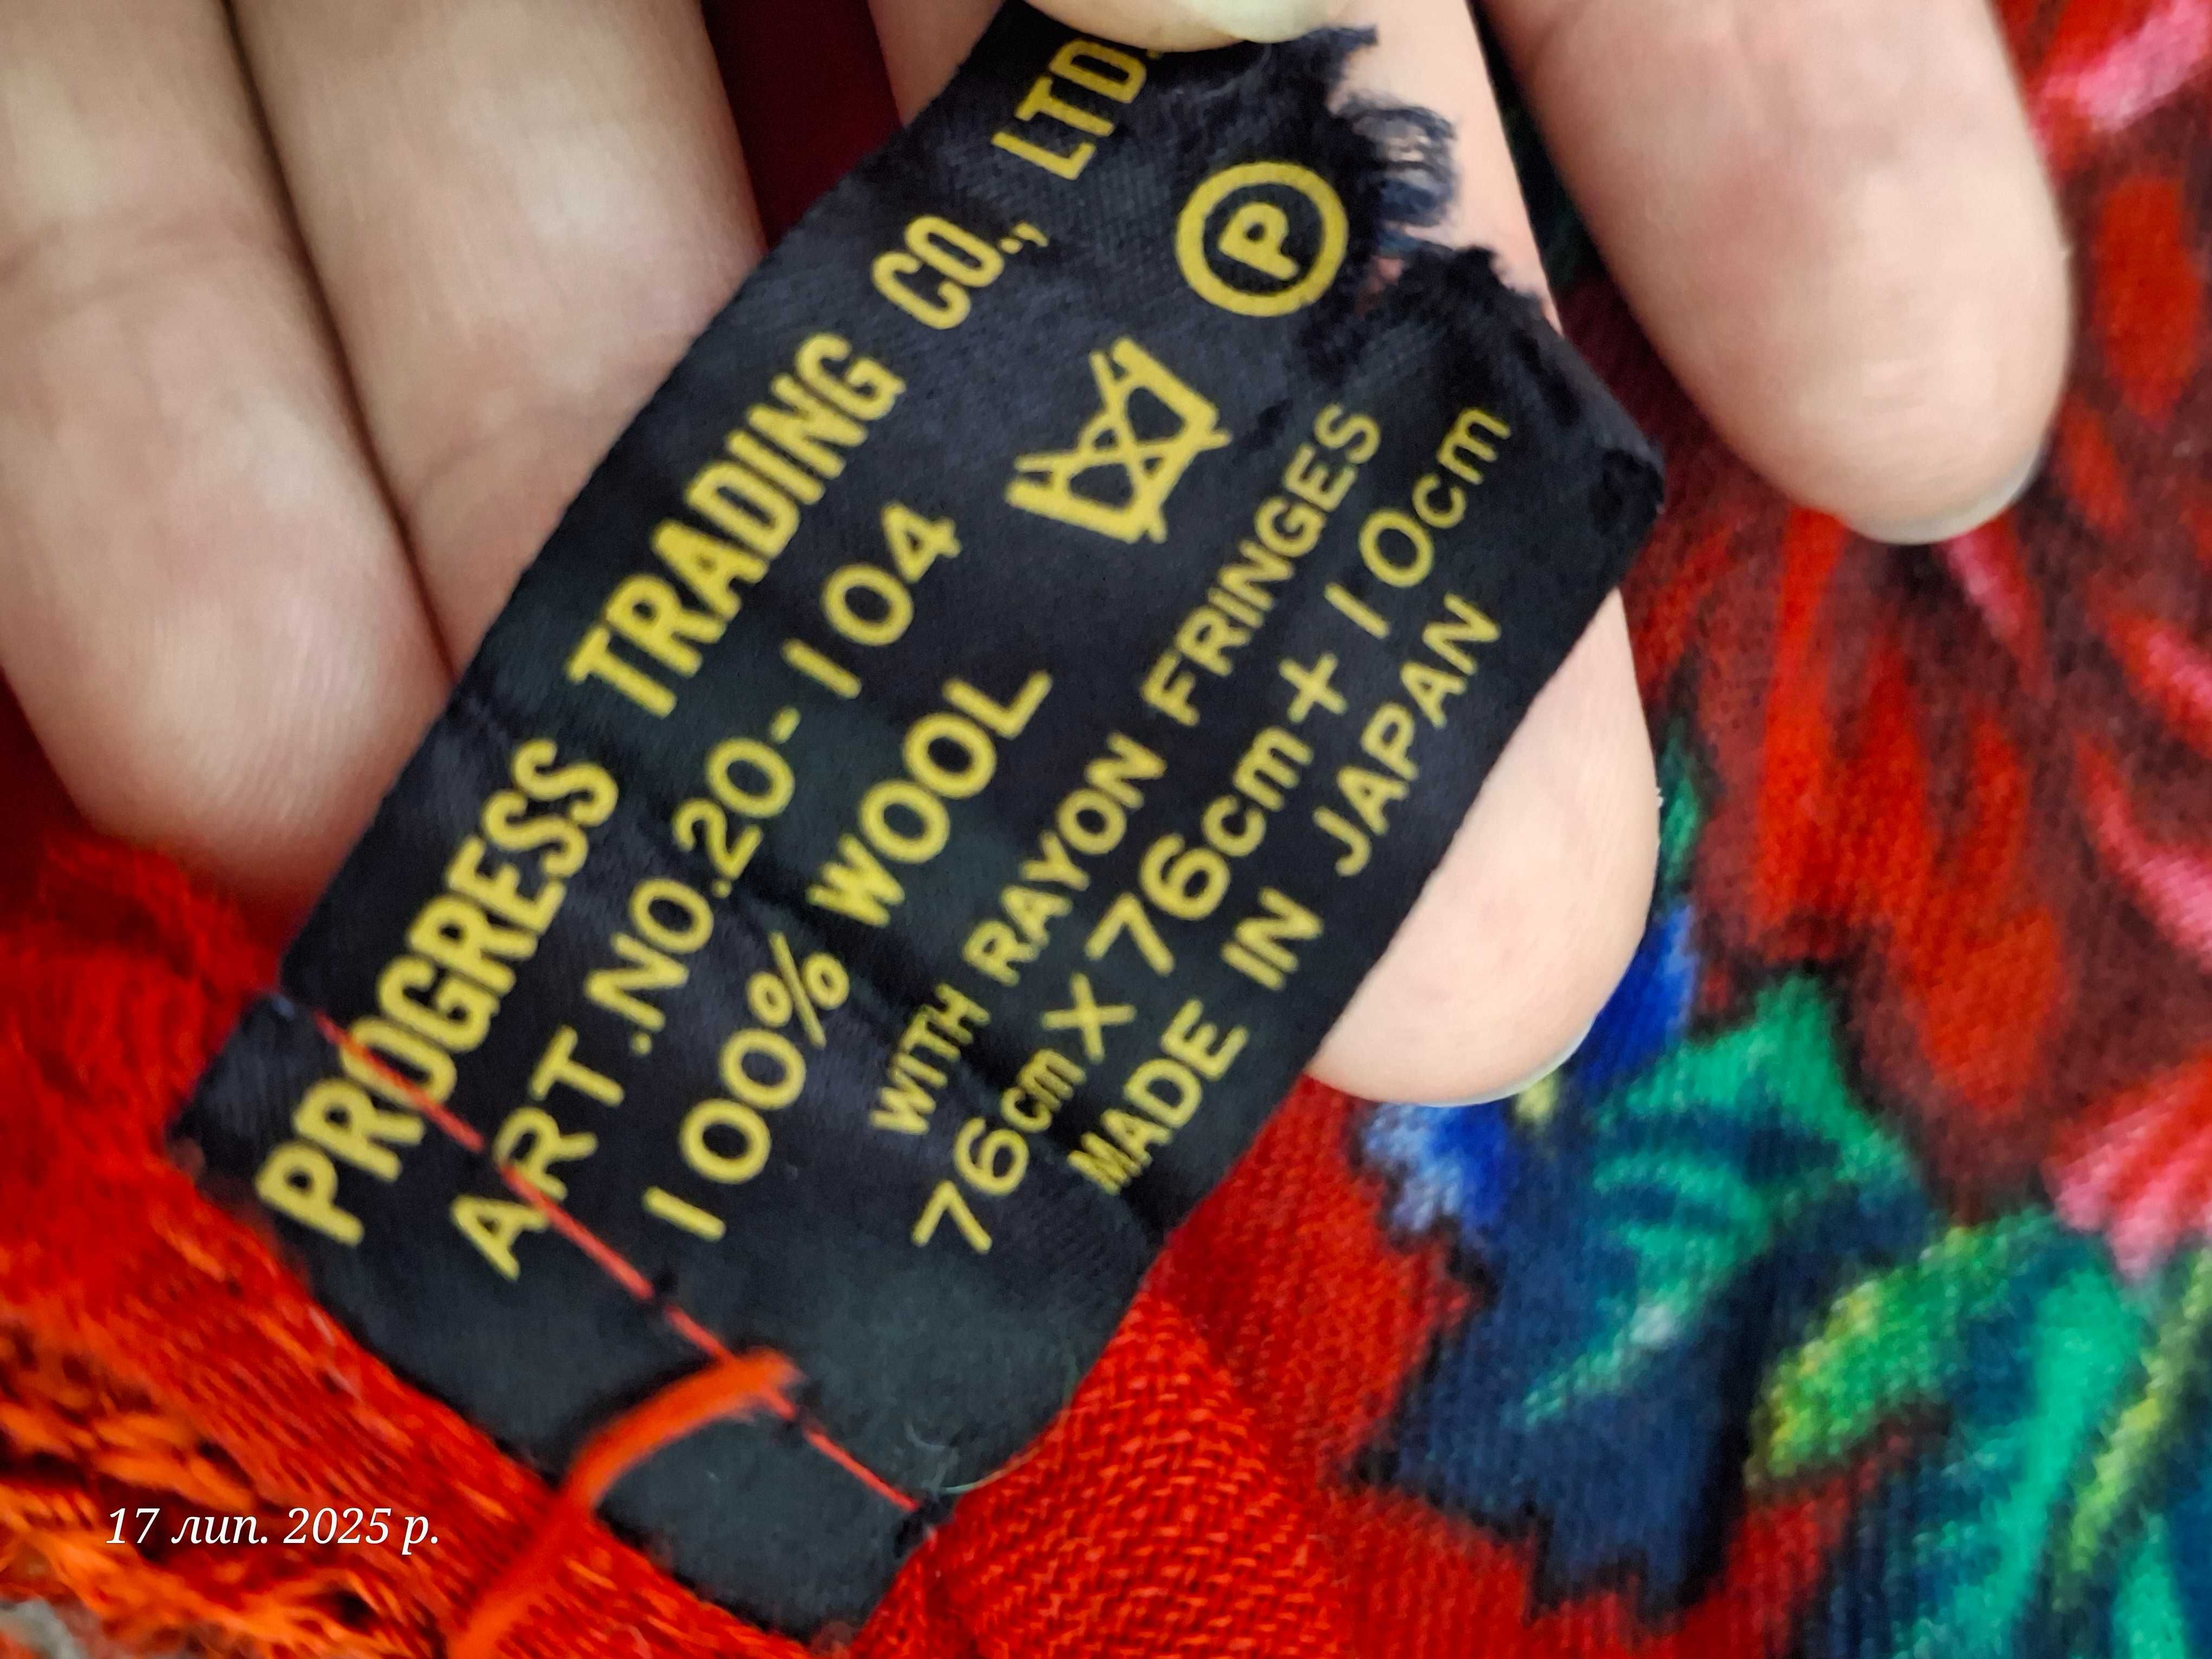 PROGRESS TRADING CO., LTD.
ART.NO.20-104
100% WOOL
P
WITH RAYON FRINGES
76cm X 76cm + 10cm
MADE IN JAPAN
17 лип. 2025 р.